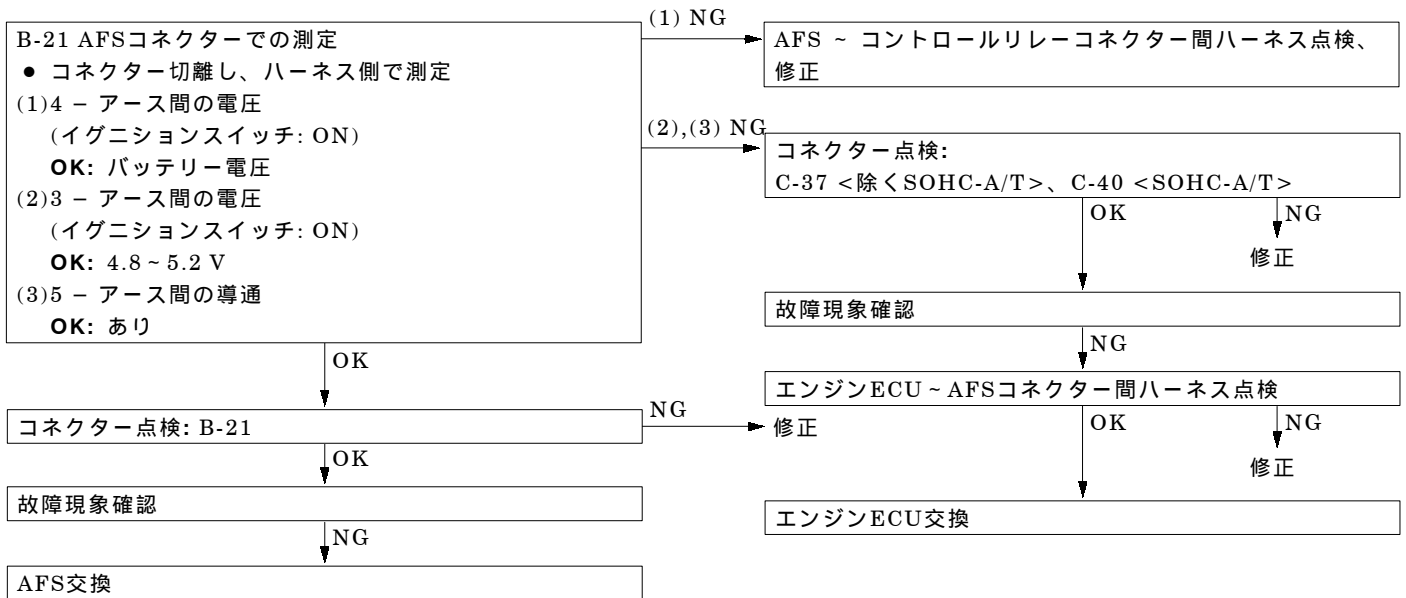 B-21 AFSコネクターでの測定
● コネクター切離し、ハーネス側で測定
(1)4 – アース間の電圧
(イグニションスイッチ: ON)
OK: バッテリー電圧
(2)3 – アース間の電圧
(イグニションスイッチ: ON)
OK: 4.8 ~ 5.2 V
(3)5 – アース間の導通
OK: あり
(1) NG
AFS ~ コントロールリレーコネクター間ハーネス点検、
修正
(2),(3) NG
コネクター点検:
C-37 <除くSOHC-A/T>、C-40 <SOHC-A/T>
OK
NG
修正
故障現象確認
NG
エンジンECU ~ AFSコネクター間ハーネス点検
OK
NG
修正
エンジンECU交換
OK
コネクター点検: B-21
NG
修正
OK
故障現象確認
NG
AFS交換